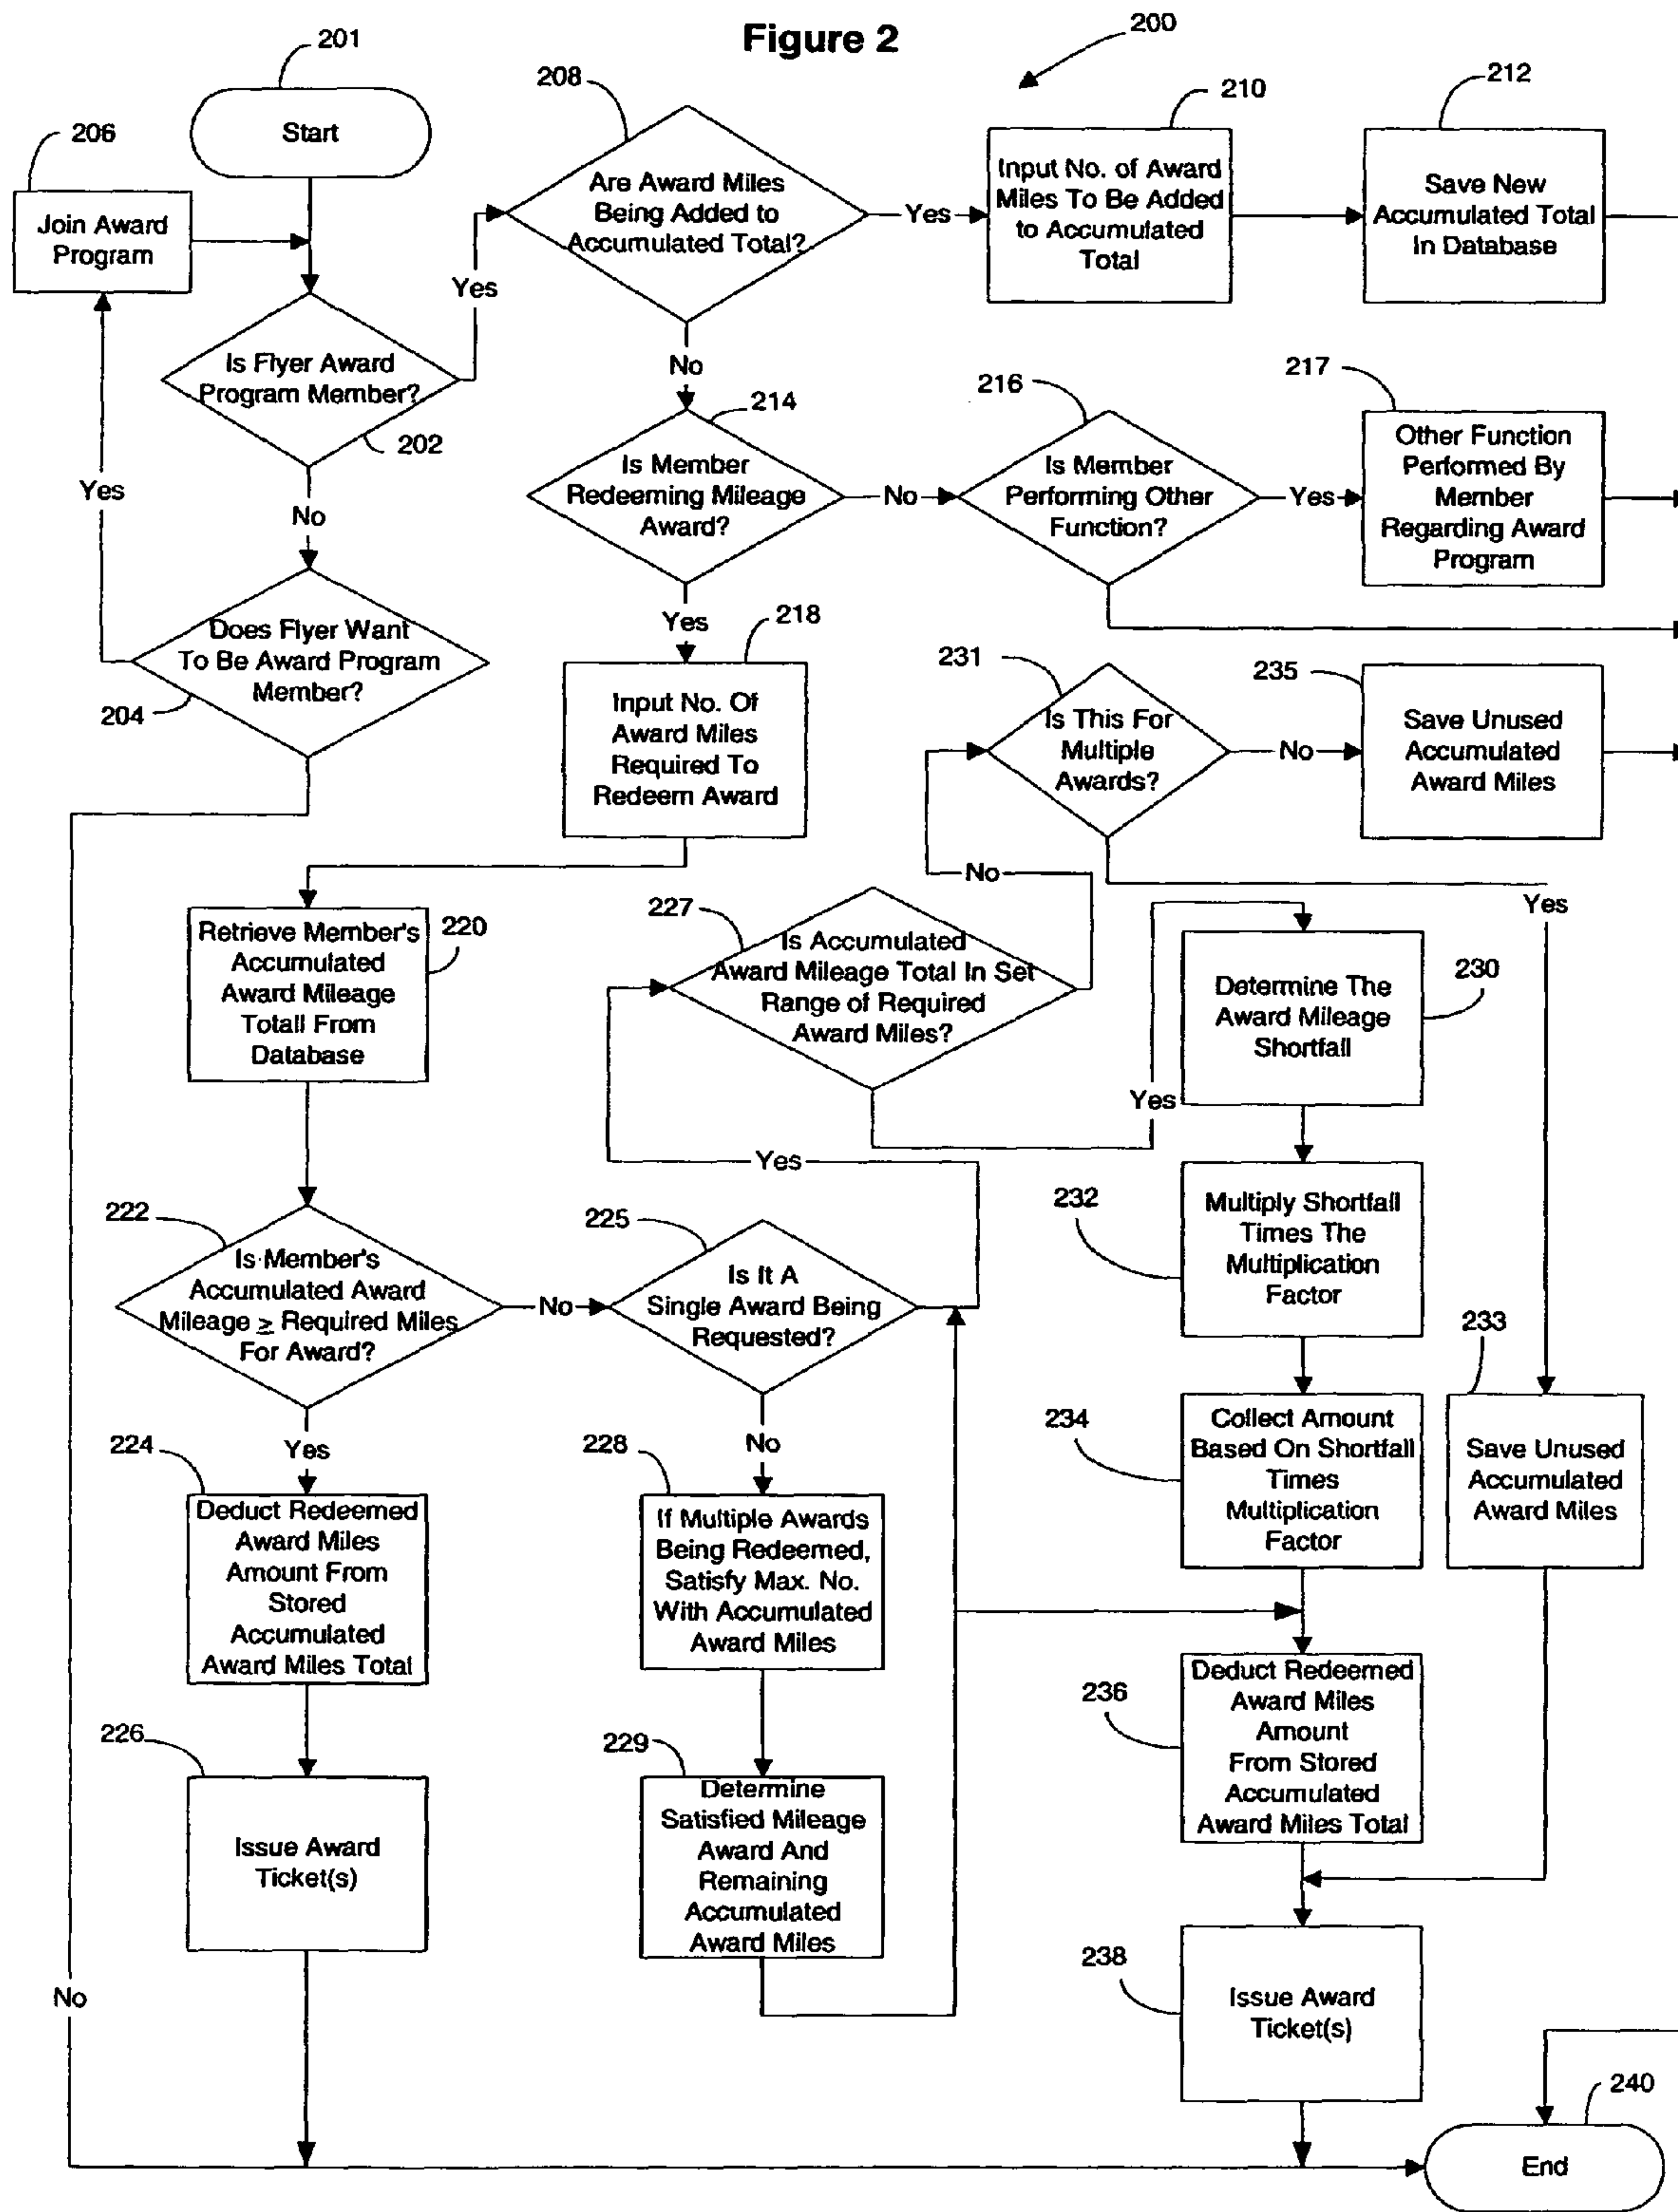 Figure 2
200
201
Start
206
Join Award
Program
Is Flyer Award
Program Member?
202
Yes
No
Yes
Does Flyer Want
To Be Award Program
Member?
204
No
208
Are Award Miles
Being Added to
Accumulated Total?
Yes
210
Input No. of Award
Miles To Be Added
to Accumulated
Total
212
Save New
Accumulated Total
In Database
No
214
Is Member
Redeeming Mileage
Award?
No
216
Is Member
Performing Other
Function?
Yes
217
Other Function
Performed By
Member
Regarding Award
Program
Yes
218
Input No. Of
Award Miles
Required To
Redeem Award
231
Is This For
Multiple
Awards?
No
235
Save Unused
Accumulated
Award Miles
Yes
220
Retrieve Member's
Accumulated
Award Mileage
Totall From
Database
227
Is Accumulated
Award Mileage Total In Set
Range of Required
Award Miles?
No
Yes
230
Determine The
Award Mileage
Shortfall
222
Is Member's
Accumulated Award
Mileage ≥ Required Miles
For Award?
No
225
Is It A
Single Award Being
Requested?
Yes
232
Multiply Shortfall
Times The
Multiplication
Factor
233
Save Unused
Accumulated
Award Miles
Yes
224
Deduct Redeemed
Award Miles
Amount From
Stored
Accumulated
Award Miles Total
No
228
If Multiple Awards
Being Redeemed,
Satisfy Max. No.
With Accumulated
Award Miles
234
Collect Amount
Based On Shortfall
Times
Multiplication
Factor
226
Issue Award
Ticket(s)
229
Determine
Satisfied Mileage
Award And
Remaining
Accumulated
Award Miles
236
Deduct Redeemed
Award Miles
Amount
From Stored
Accumulated
Award Miles Total
238
Issue Award
Ticket(s)
240
End